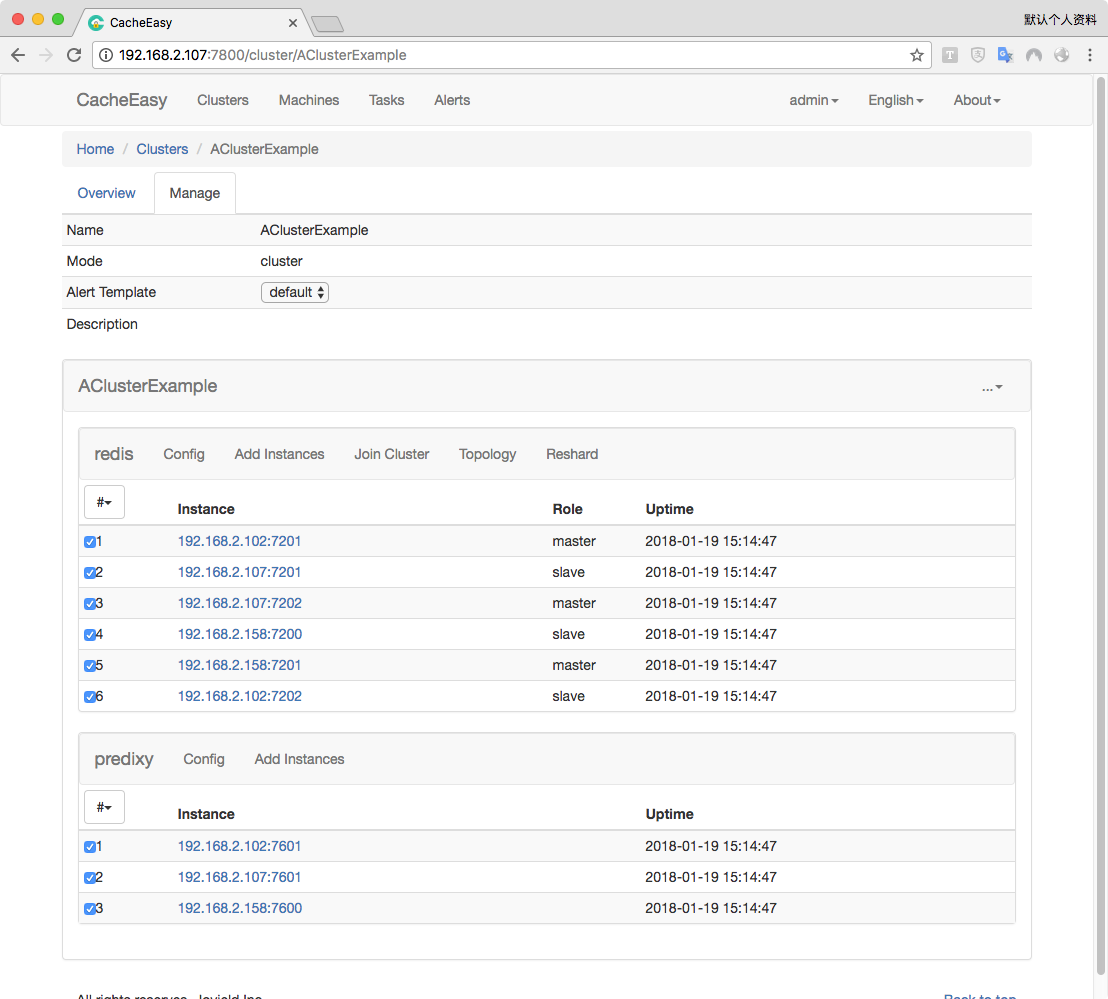 CacheEasy
默认个人资料
192.168.2.107:7800/cluster/AClusterExample
CacheEasy Clusters Machines Tasks Alerts admin English About
Home / Clusters / AClusterExample
Overview Manage
Name AClusterExample
Mode cluster
Alert Template default
Description
AClusterExample ...
redis Config Add Instances Join Cluster Topology Reshard
# Instance Role Uptime
1 192.168.2.102:7201 master 2018-01-19 15:14:47
2 192.168.2.107:7201 slave 2018-01-19 15:14:47
3 192.168.2.107:7202 master 2018-01-19 15:14:47
4 192.168.2.158:7200 slave 2018-01-19 15:14:47
5 192.168.2.158:7201 master 2018-01-19 15:14:47
6 192.168.2.102:7202 slave 2018-01-19 15:14:47
predixy Config Add Instances
# Instance Uptime
1 192.168.2.102:7601 2018-01-19 15:14:47
2 192.168.2.107:7601 2018-01-19 15:14:47
3 192.168.2.158:7600 2018-01-19 15:14:47
All rights reserve Inc Back to top